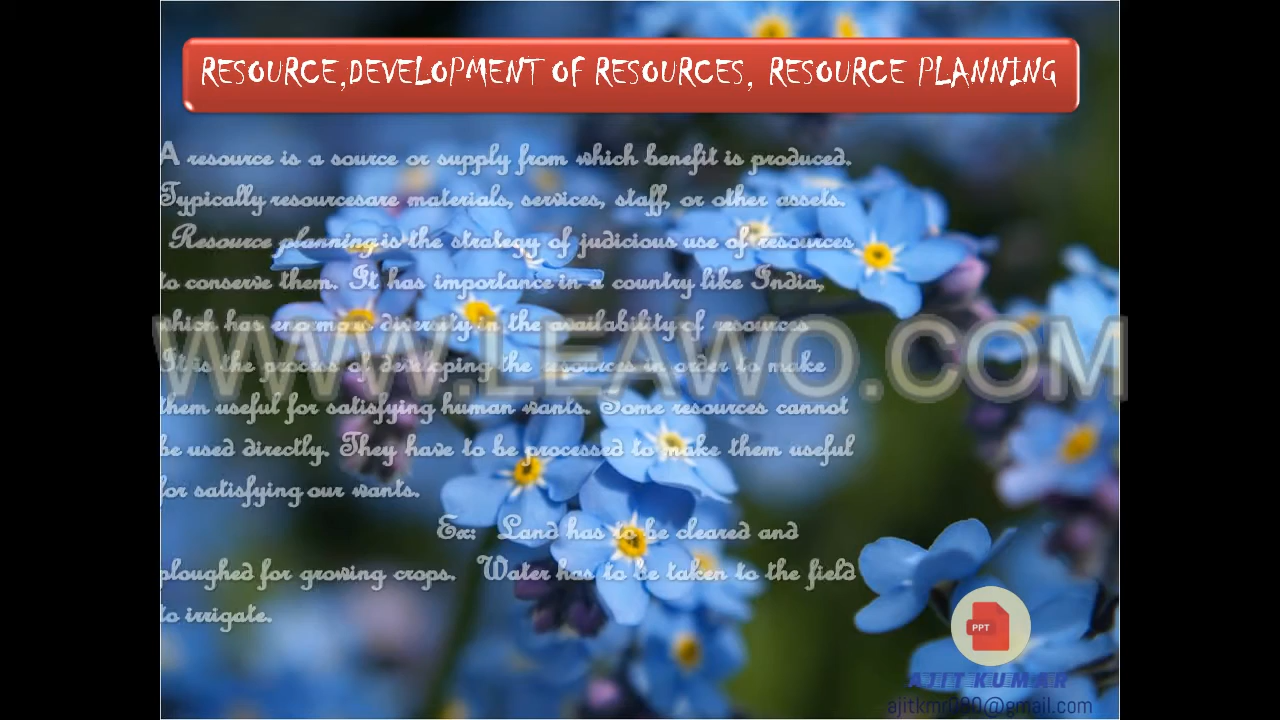 RESOURCE,DEVELOPMENT OF RESOURCES, RESOURCE PLANNING
A resource is a source or supply from which benefit is produced.
Typically resourcesare materials, services, staff, or other assets.
Resource planning is the strategy of judicious use of resources
to conserve them. It has importance in a country like India,
which has enormous diversity in the availability of resources
WWW.LEAWO.COM
It is the process of developing the resources in order to make
them useful for satisfying human wants. Some resources cannot
be used directly. They have to be processed to make them useful
for satisfying our wants.
Ex: Land has to be cleared and
ploughed for growing crops. Water has to be taken to the field
to irrigate.
PPT
AJIT KUMAR